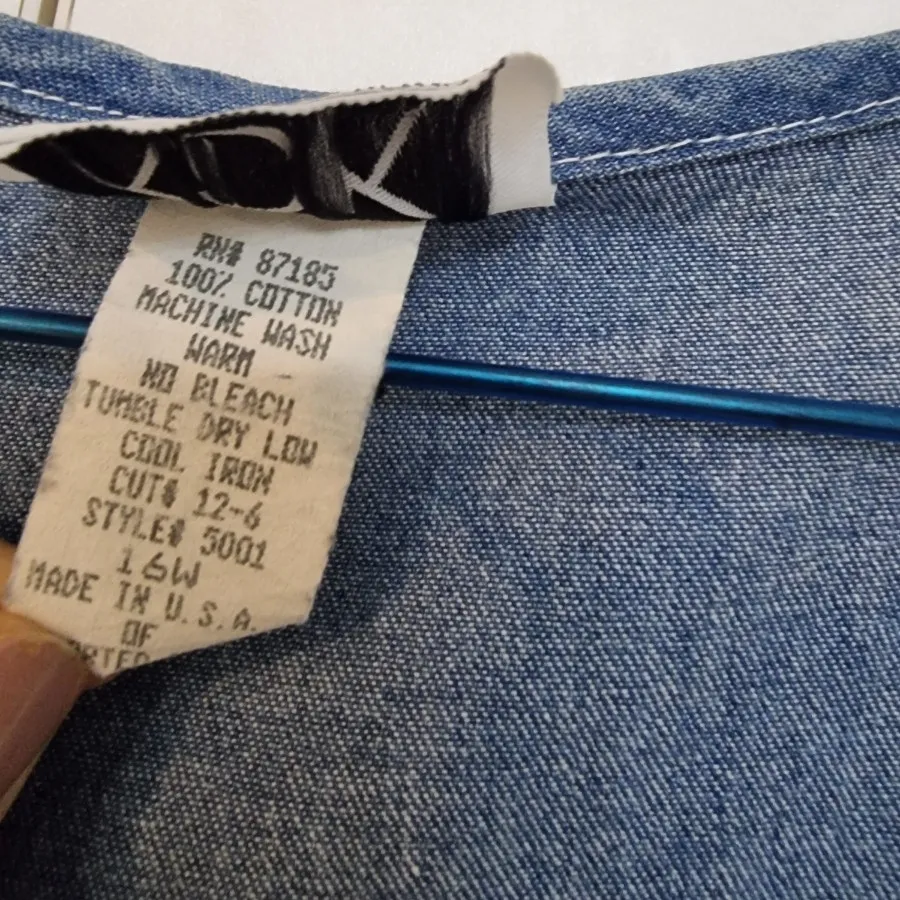 RN# 87185
100% COTTON
MACHINE WASH
WARM
NO BLEACH
TUMBLE DRY LOW
COOL IRON
CUT# 12-6
STYLE# 5001
16W
MADE IN U.S.A.
OF